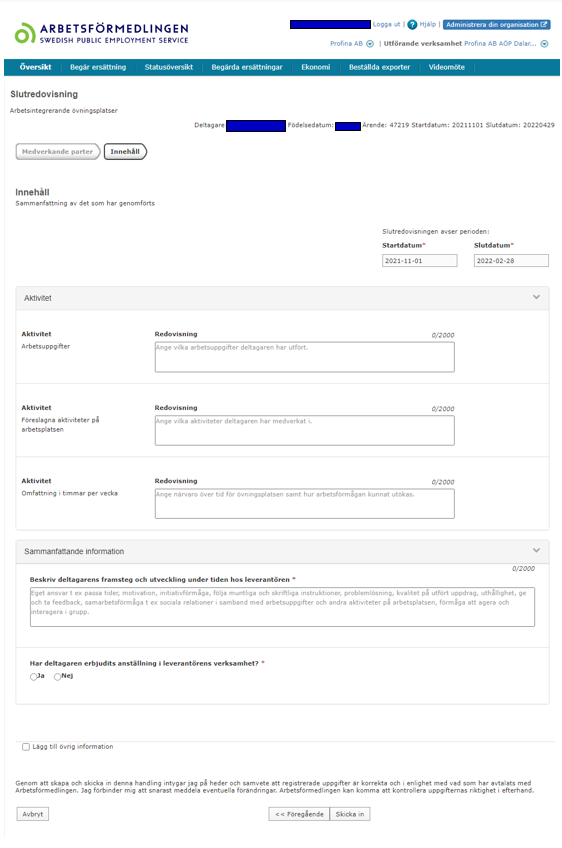 ARBETSFÖRMEDLINGEN
SWEDISH PUBLIC EMPLOYMENT SERVICE
Logga ut | ? Hjälp | Administrera din organisation
Profina AB | Utförande verksamhet Profina AB AÖP Dalar...
Översikt | Begär ersättning | Statusöversikt | Begärda ersättningar | Ekonomi | Beställda exporter | Videomöte
Slutredovisning
Arbetsintegrerande övningsplatser
Deltagare Födelsedatum: Ärende: 47219 Startdatum: 20211101 Slutdatum: 20220429
Medverkande parter Innehåll
Innehåll
Sammanfattning av det som har genomförts
Slutredovisningen avser perioden:
Startdatum* Slutdatum*
2021-11-01 2022-02-28
Aktivitet
Aktivitet Redovisning 0/2000
Arbetsuppgifter Ange vilka arbetsuppgifter deltagaren har utfört.
Aktivitet Redovisning 0/2000
Föreslagna aktiviteter på Ange vilka aktiviteter deltagaren har medverkat i.
arbetsplatsen
Aktivitet Redovisning 0/2000
Omfattning i timmar per vecka Ange närvaro över tid för övningsplatsen samt hur arbetsförmågan kunnat utökas.
Sammanfattande information
0/2000
Beskriv deltagarens framsteg och utveckling under tiden hos leverantören *
Eget ansvar t ex passa tider, motivation, initiativförmåga, följa muntliga och skriftliga instruktioner, problemlösning, kvalitet på utfört uppdrag, uthållighet, ge
och ta feedback, samarbetsförmåga t ex sociala relationer i samband med arbetsuppgifter och andra aktiviteter på arbetsplatsen, förmåga att agera och
interagera i grupp.
Har deltagaren erbjudits anställning i leverantörens verksamhet? *
Ja Nej
Lägg till övrig information
Genom att skapa och skicka in denna handling intygar jag på heder och samvete att registrerade uppgifter är korrekta och i enlighet med vad som har avtalats med
Arbetsförmedlingen. Jag förbinder mig att snarast meddela eventuella förändringar. Arbetsförmedlingen kan komma att kontrollera uppgifternas riktighet i efterhand.
Avbryt << Föregående Skicka in